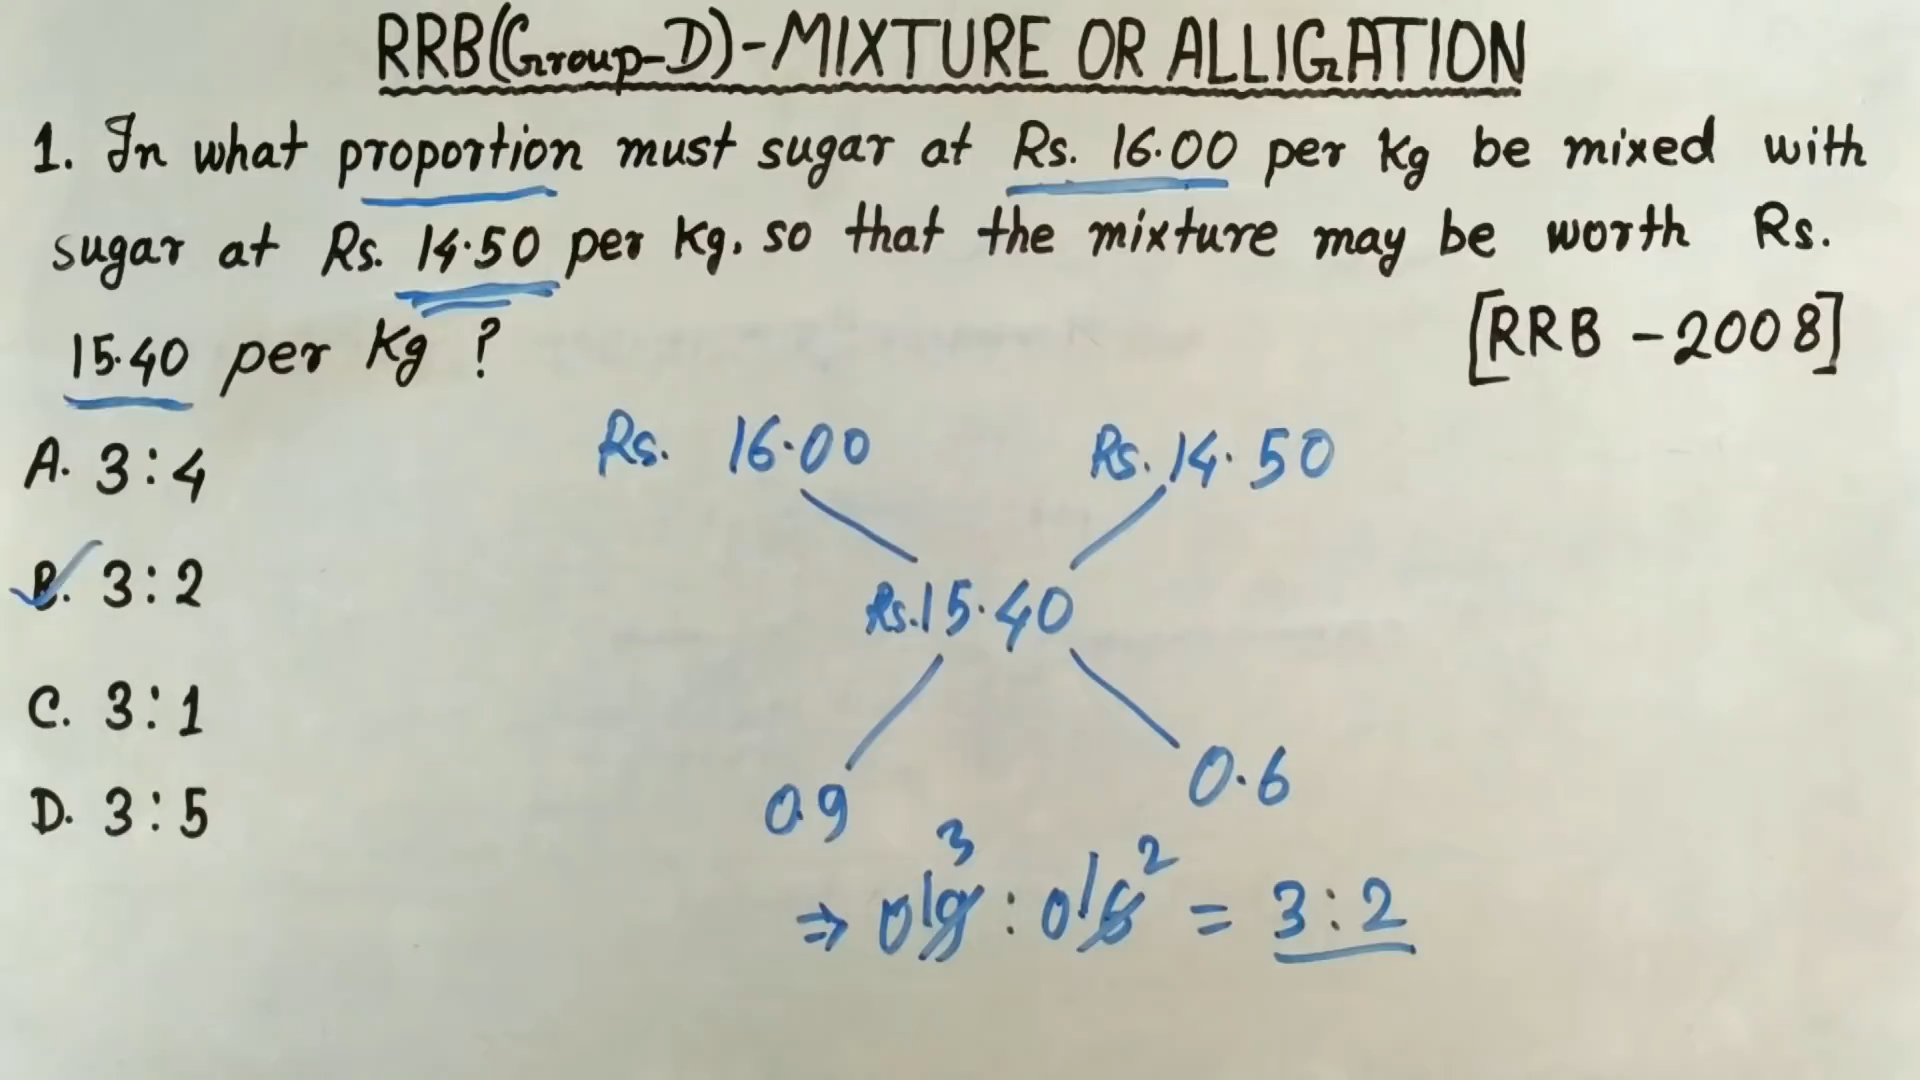 RRB(Group-D)-MIXTURE OR ALLIGATION
1. In what proportion must sugar at Rs. 16.00 per Kg be mixed with
sugar at Rs. 14.50 per Kg, so that the mixture may be worth Rs.
15.40 per Kg ?
[RRB - 2008]
A. 3:4
B. 3:2
C. 3:1
D. 3:5
Rs. 16.00 Rs. 14.50
Rs. 15.40
0.9 0.6
3 2
⇒ 0.9 : 0.6 = 3:2